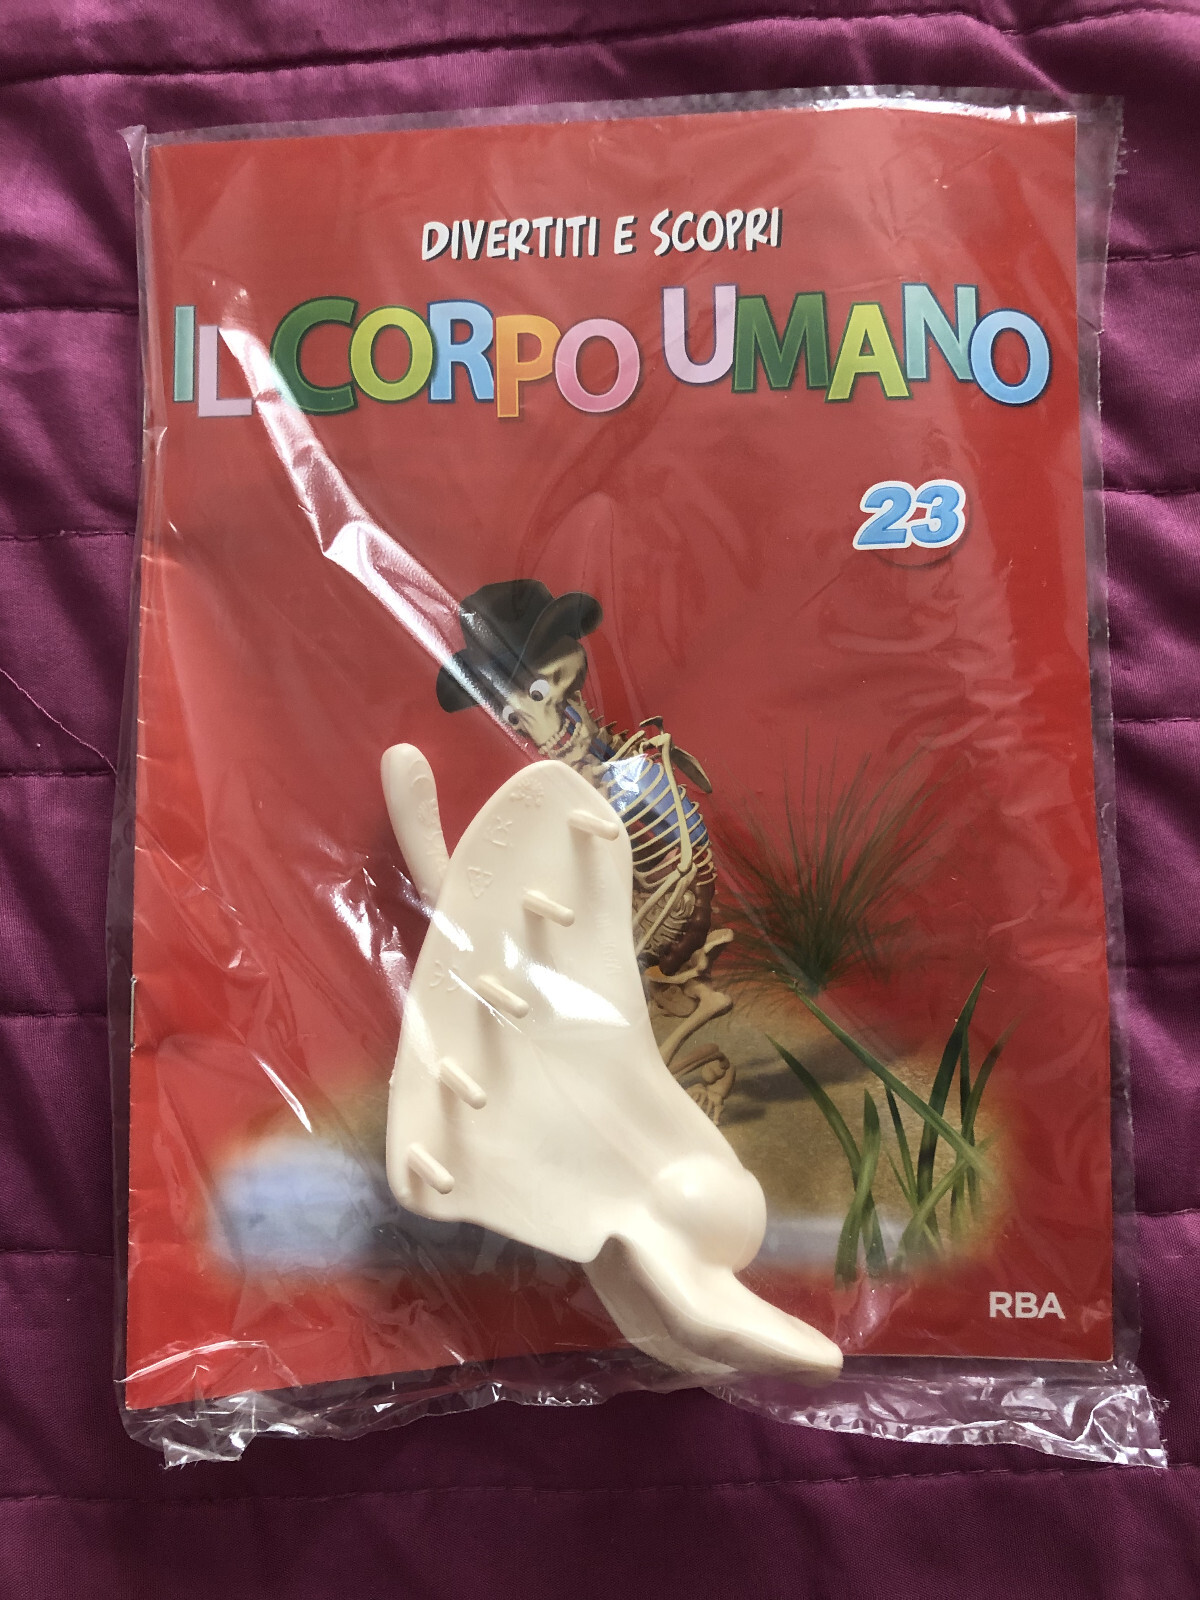 DIVERTITI E SCOPRI
IL CORPO UMANO
23
RBA